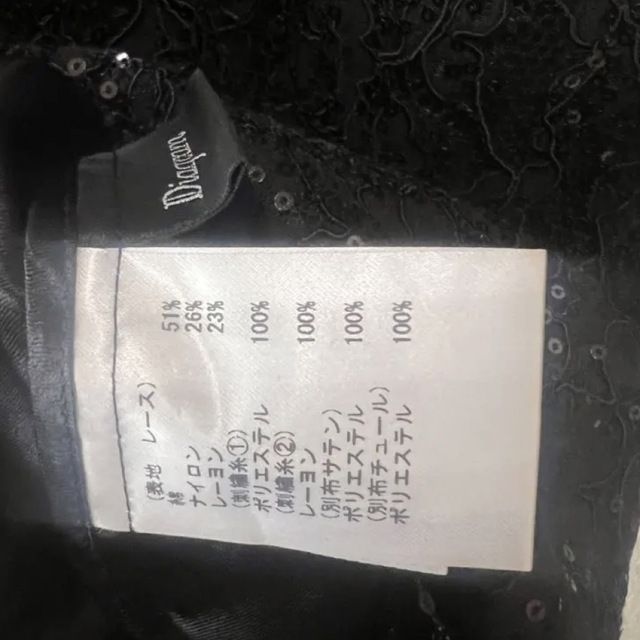 Diagram
(表地 レース)
綿 51%
ナイロン 26%
レーヨン 23%
(刺繍糸①)
ポリエステル 100%
(刺繍糸②)
レーヨン 100%
(別布サテン)
ポリエステル 100%
(別布チュール)
ポリエステル 100%